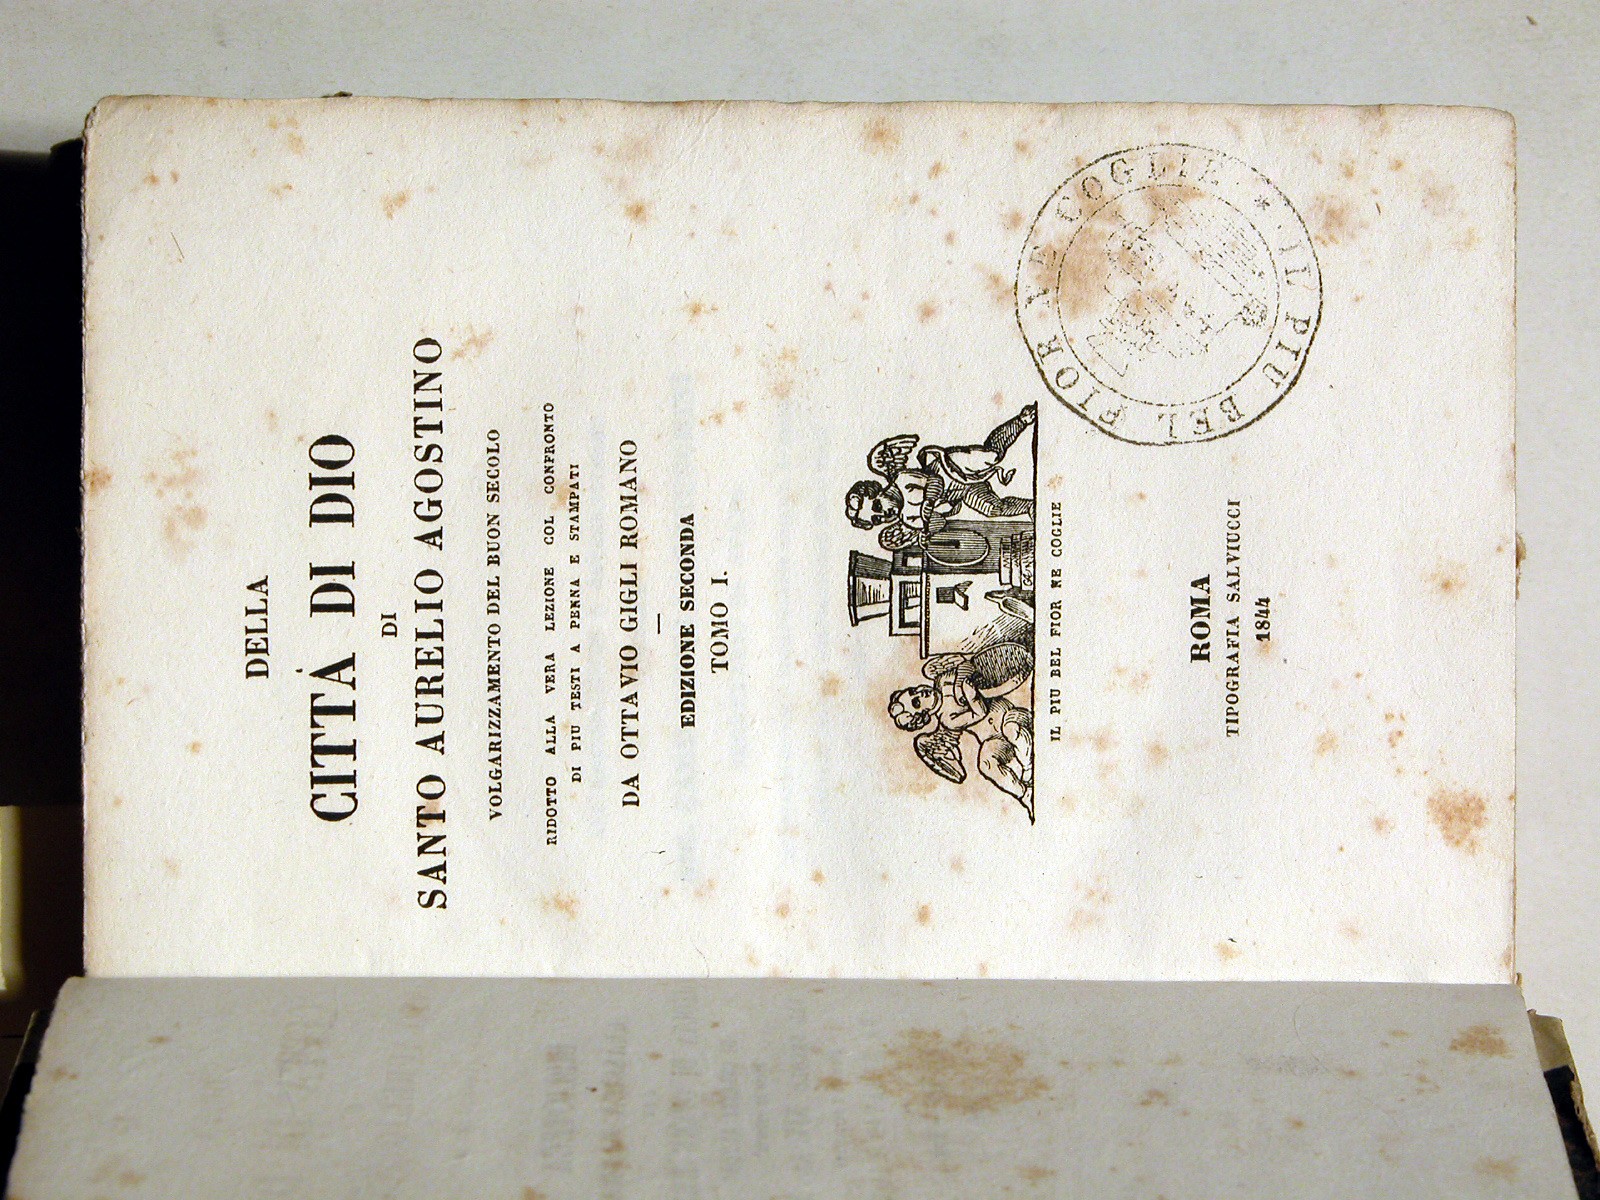 DELLA
CITTÀ DI DIO
DI
SANTO AURELIO AGOSTINO
VOLGARIZZAMENTO DEL BUON SECOLO
RIDOTTO ALLA VERA LEZIONE COL CONFRONTO
DI PIU TESTI A PENNA E STAMPATI
DA OTTAVIO GIGLI ROMANO
EDIZIONE SECONDA
TOMO I.
IL PIU BEL FIOR NE COGLIE
IL PIU BEL FIOR NE COGLIE
ROMA
TIPOGRAFIA SALVIUCCI
1844